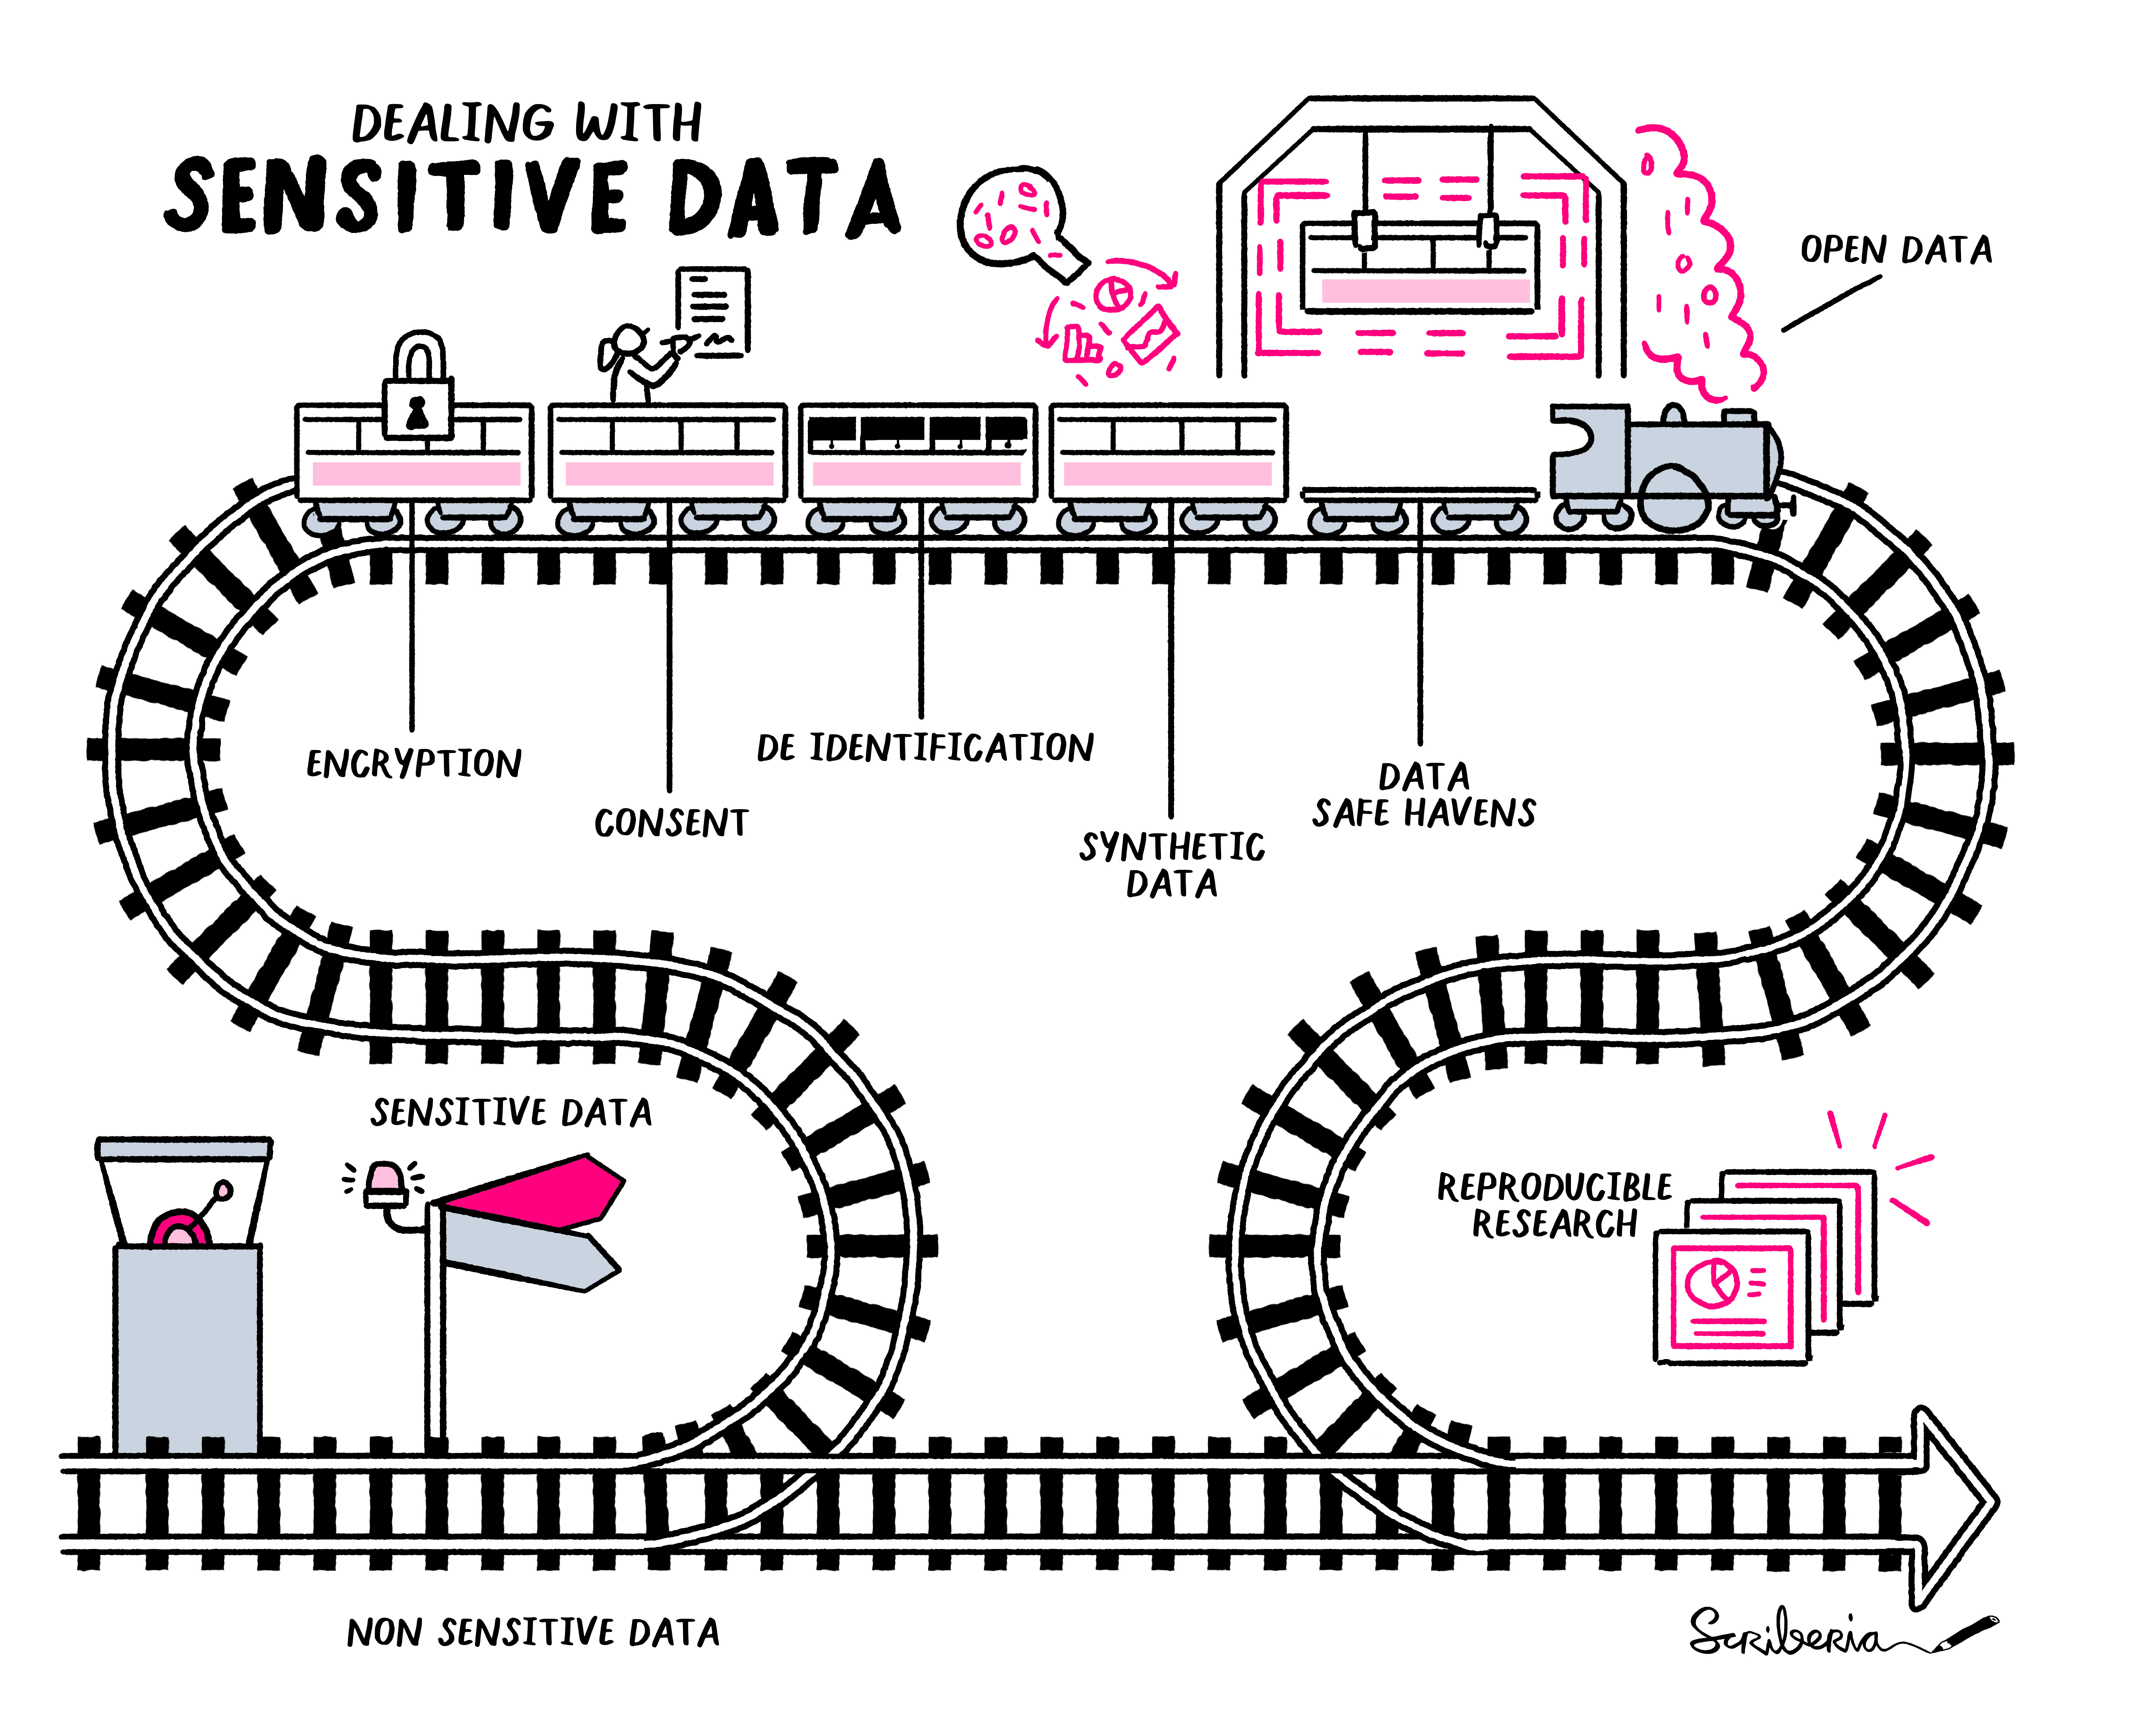 DEALING WITH
SENSITIVE DATA
OPEN DATA
ENCRYPTION
CONSENT
DE IDENTIFICATION
SYNTHETIC
DATA
DATA
SAFE HAVENS
SENSITIVE DATA
REPRODUCIBLE
RESEARCH
NON SENSITIVE DATA
Scriberia